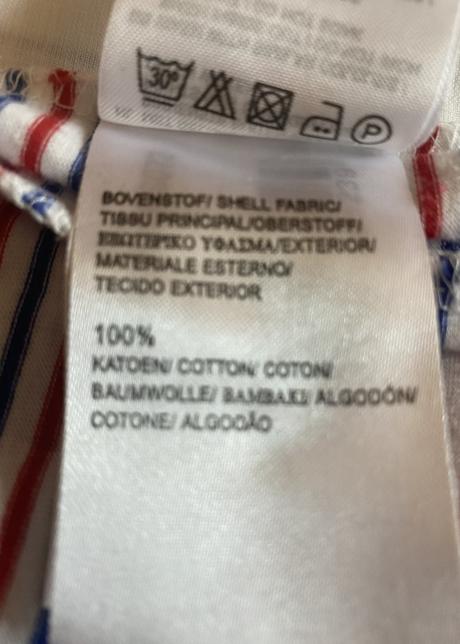 30°
P
BOVENSTOF/ SHELL FABRIC/
TISSU PRINCIPAL/OBERSTOFF/
ΕΞΩΤΕΡΙΚΟ ΥΦΑΣΜΑ/EXTERIOR/
MATERIALE ESTERNO/
TECIDO EXTERIOR
100%
KATOEN/ COTTON/ COTON/
BAUMWOLLE/ ΒΑΜΒΑΚΙ/ ALGODÓN/
COTONE/ ALGODÃO